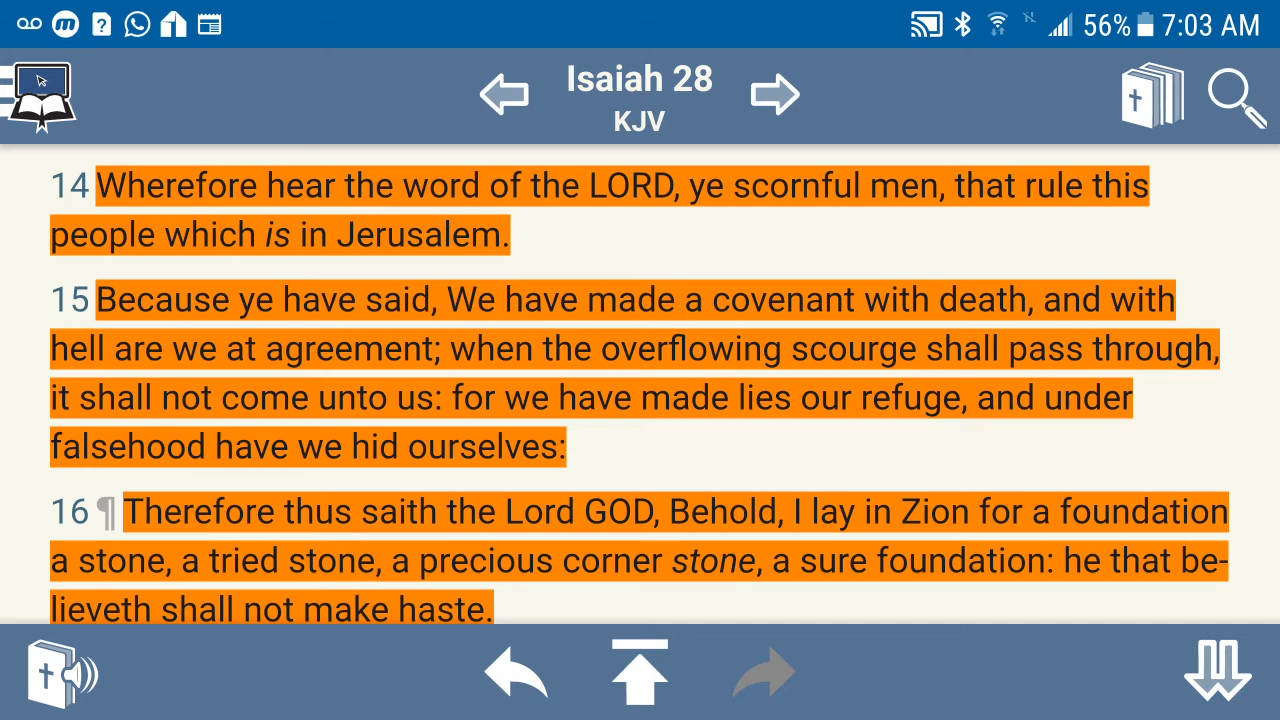 56% 7:03 AM
Isaiah 28
KJV
14 Wherefore hear the word of the LORD, ye scornful men, that rule this
people which is in Jerusalem.
15 Because ye have said, We have made a covenant with death, and with
hell are we at agreement; when the overflowing scourge shall pass through,
it shall not come unto us: for we have made lies our refuge, and under
falsehood have we hid ourselves:
16 ¶ Therefore thus saith the Lord GOD, Behold, I lay in Zion for a foundation
a stone, a tried stone, a precious corner stone, a sure foundation: he that be-
lieveth shall not make haste.